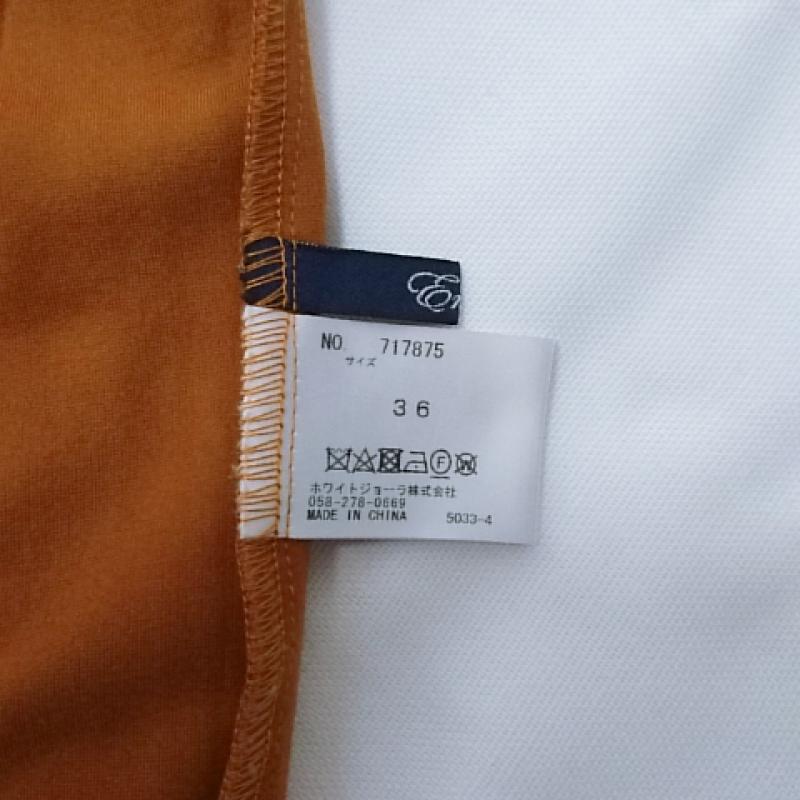 NO. 717875
サイズ
36
F W
ホワイトジョーラ株式会社
058-278-0669
MADE IN CHINA 5033-4